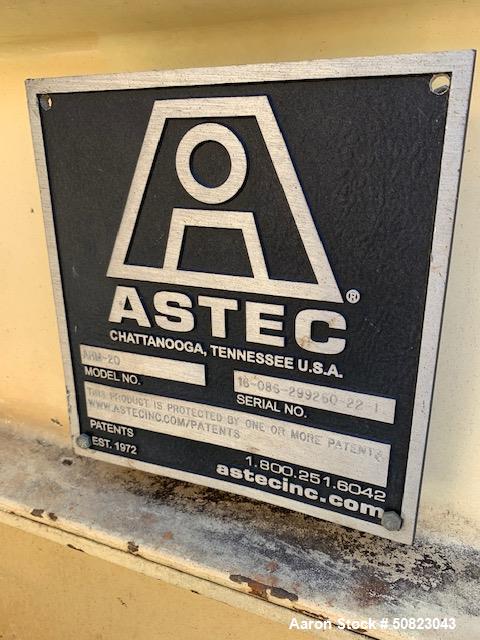 ASTEC
®
CHATTANOOGA, TENNESSEE U.S.A.
AHM-20
MODEL NO.
16-086-299260-22-1
SERIAL NO.
THIS PRODUCT IS PROTECTED BY ONE OR MORE PATENTS
WWW.ASTECINC.COM/PATENTS
PATENTS
EST. 1972
1.800.251.6042
astecinc.com
Aaron Stock # 50823043